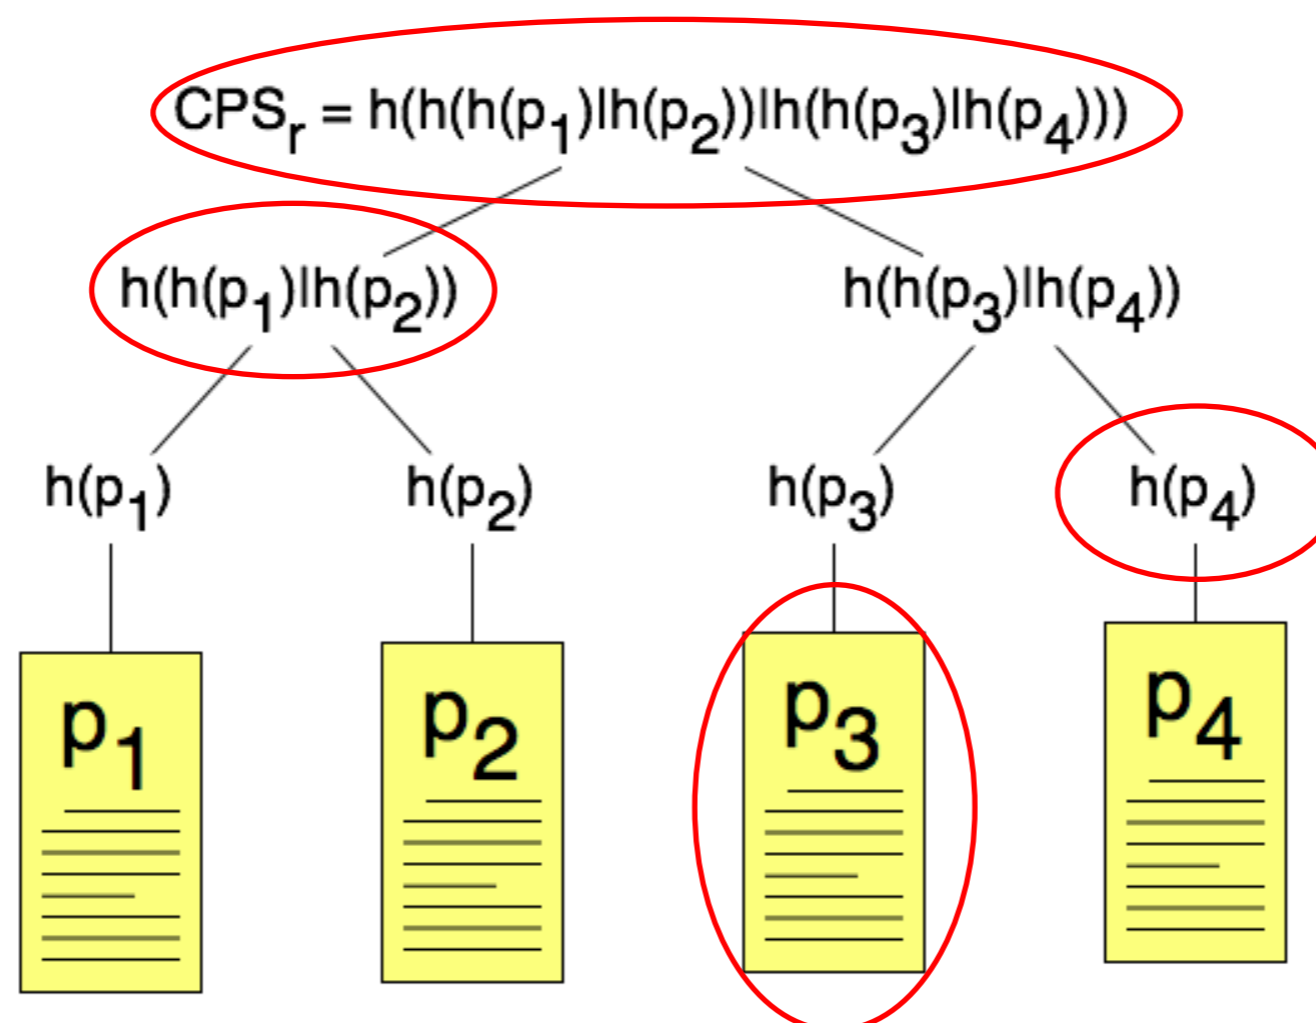 CPSr = h(h(h(p1)|h(p2))|h(h(p3)|h(p4)))
h(h(p1)|h(p2)) h(h(p3)|h(p4))
h(p1) h(p2) h(p3) h(p4)
p1 p2 p3 p4